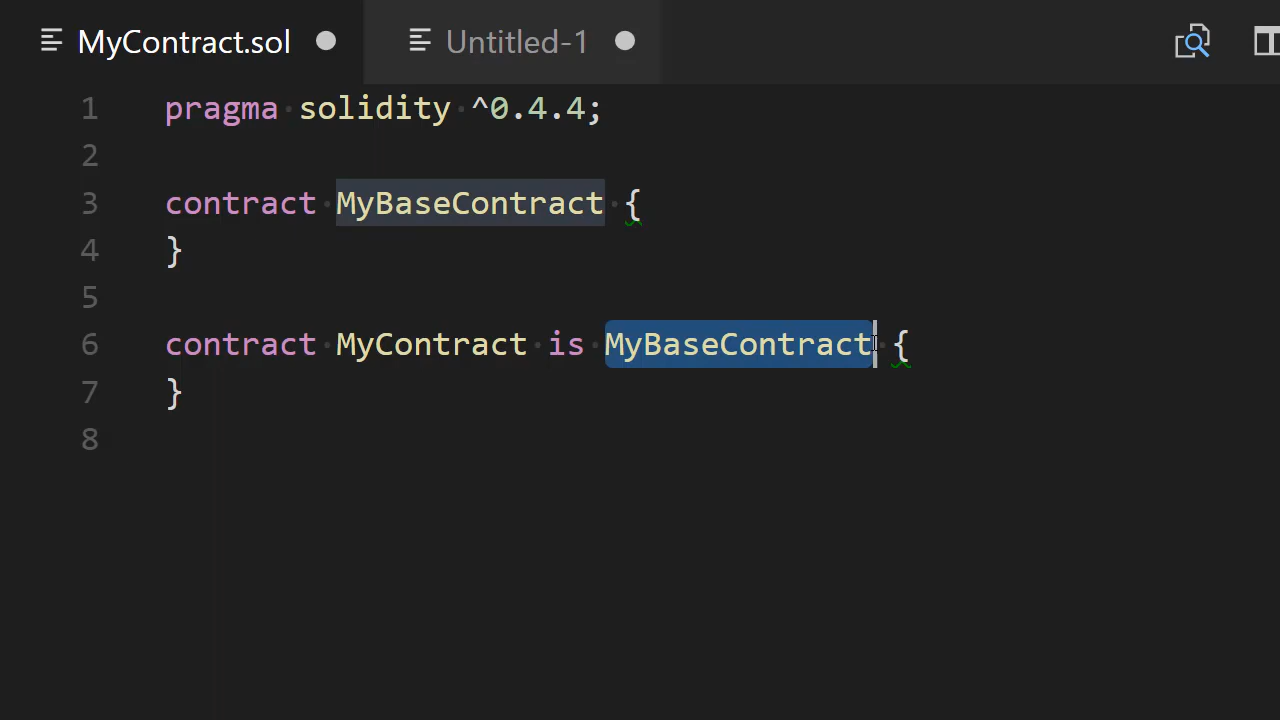 MyContract.sol Untitled-1
1 pragma solidity ^0.4.4;
2
3 contract MyBaseContract {
4 }
5
6 contract MyContract is MyBaseContract {
7 }
8